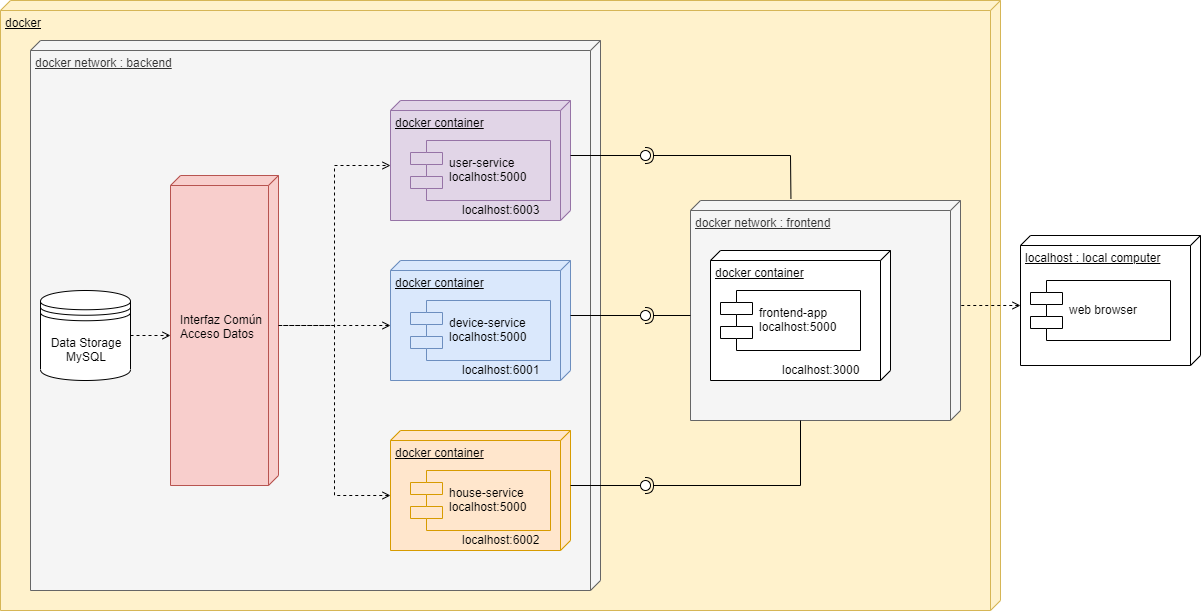 docker
docker network : backend
docker container
user-service
localhost:5000
localhost:6003
Interfaz Común
Acceso Datos
Data Storage
MySQL
docker container
device-service
localhost:5000
localhost:6001
docker container
house-service
localhost:5000
localhost:6002
docker network : frontend
docker container
frontend-app
localhost:5000
localhost:3000
localhost : local computer
web browser